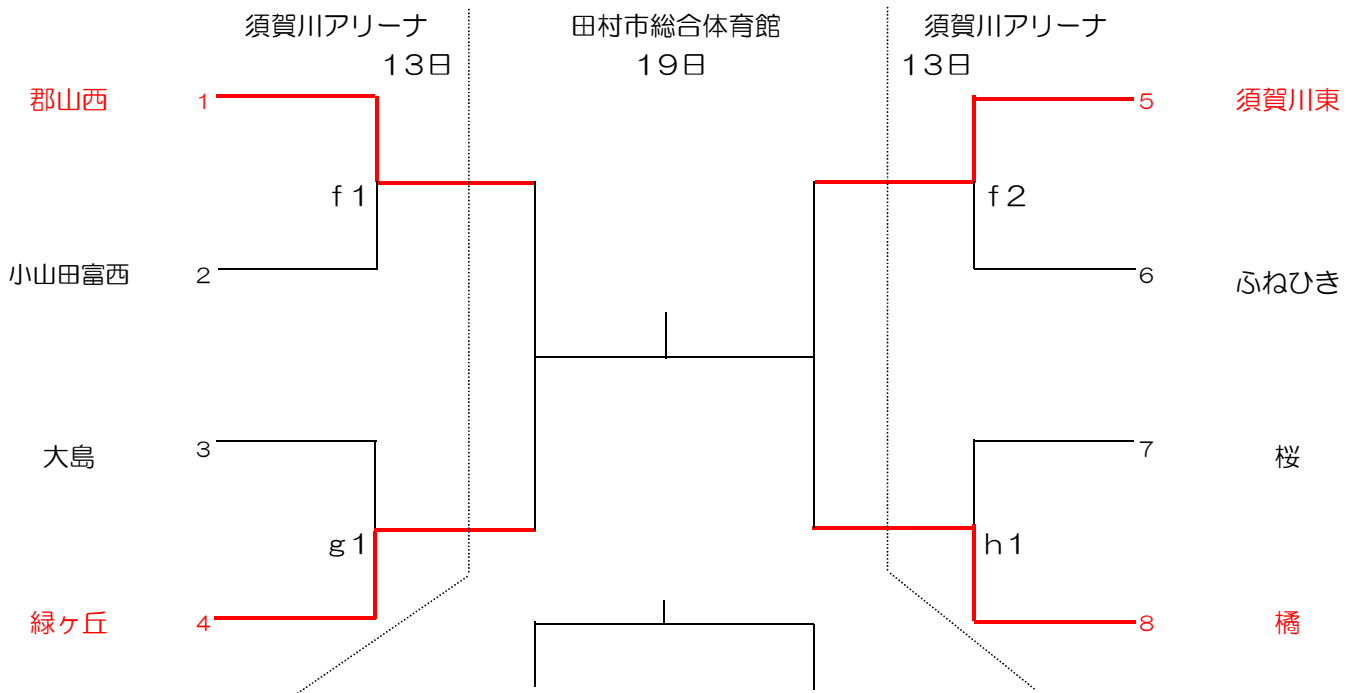 須賀川アリーナ 田村市総合体育館 須賀川アリーナ
13日 19日 13日
郡山西 1 5 須賀川東
f1 f2
小山田富西 2 6 ふねひき
大島 3 7 桜
g1 h1
緑ヶ丘 4 8 橘